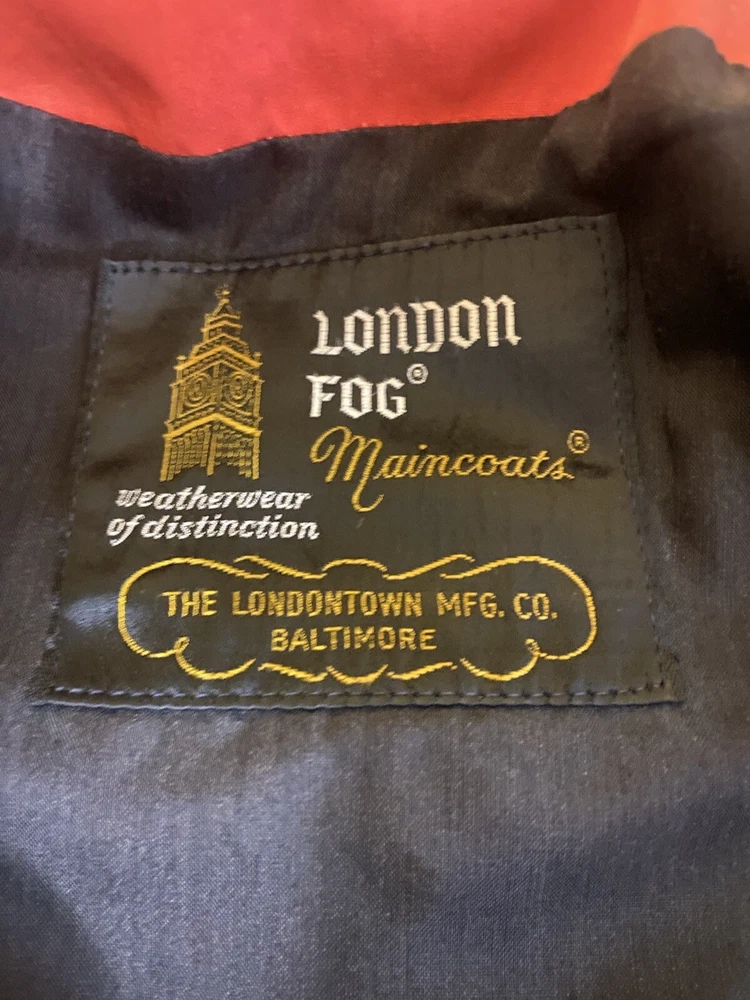 LONDON
FOG®
Maincoats®
weatherwear
of distinction
THE LONDONTOWN MFG. CO.
BALTIMORE